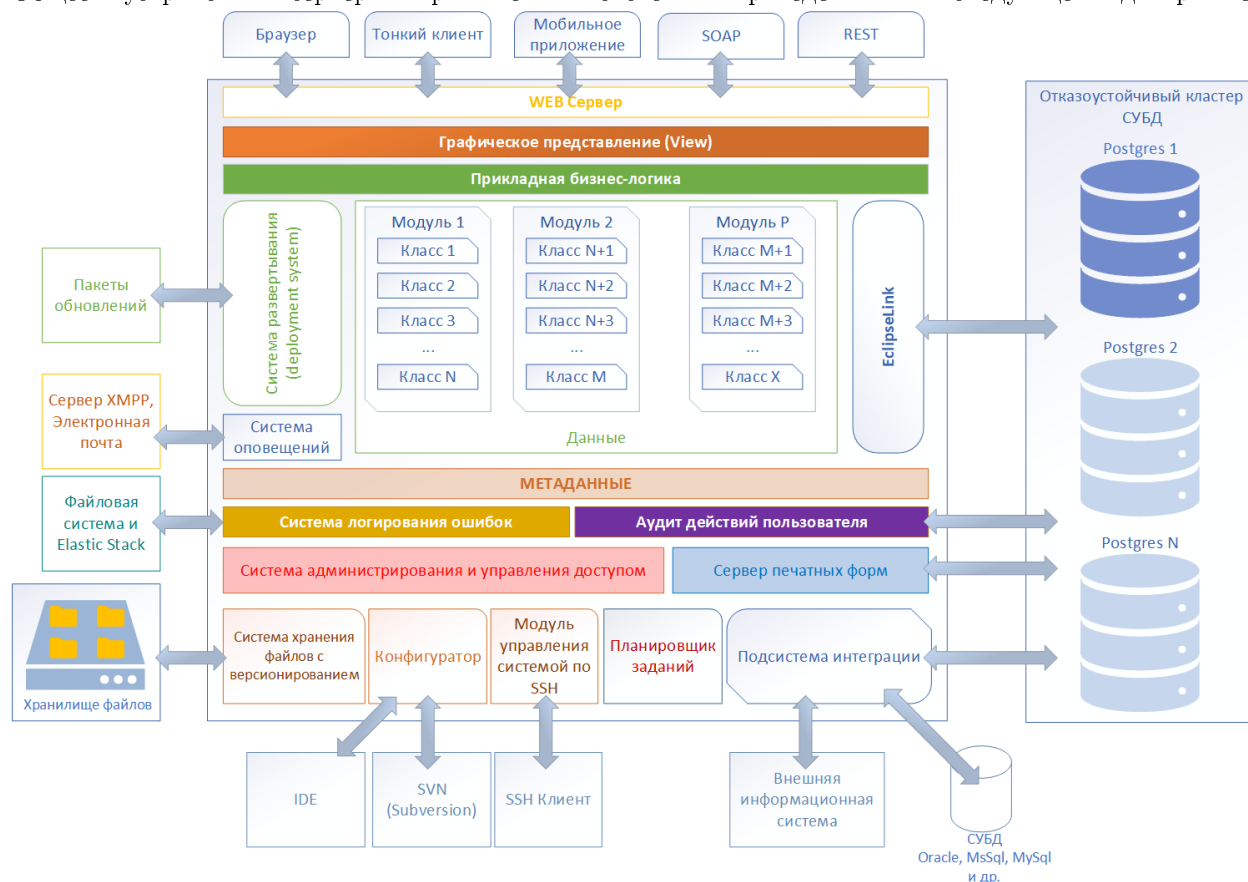 Браузер
Тонкий клиент
Мобильное
приложение
SOAP
REST
WEB Сервер
Графическое представление (View)
Прикладная бизнес-логика
Система развертывания
(deployment system)
Модуль 1
Класс 1
Класс 2
Класс 3
...
Класс N
Модуль 2
Класс N+1
Класс N+2
Класс N+3
...
Класс M
Модуль P
Класс M+1
Класс M+2
Класс M+3
...
Класс X
Данные
EclipseLink
Пакеты
обновлений
Сервер XMPP,
Электронная
почта
Система
оповещений
Файловая
система и
Elastic Stack
МЕТАДАННЫЕ
Система логирования ошибок
Аудит действий пользователя
Система администрирования и управления доступом
Сервер печатных форм
Хранилище файлов
Система хранения
файлов с
версионированием
Конфигуратор
Модуль
управления
системой по
SSH
Планировщик
заданий
Подсистема интеграции
IDE
SVN
(Subversion)
SSH Клиент
Внешняя
информационная
система
СУБД
Oracle, MsSql, MySql
и др.
Отказоустойчивый кластер
СУБД
Postgres 1
Postgres 2
Postgres N